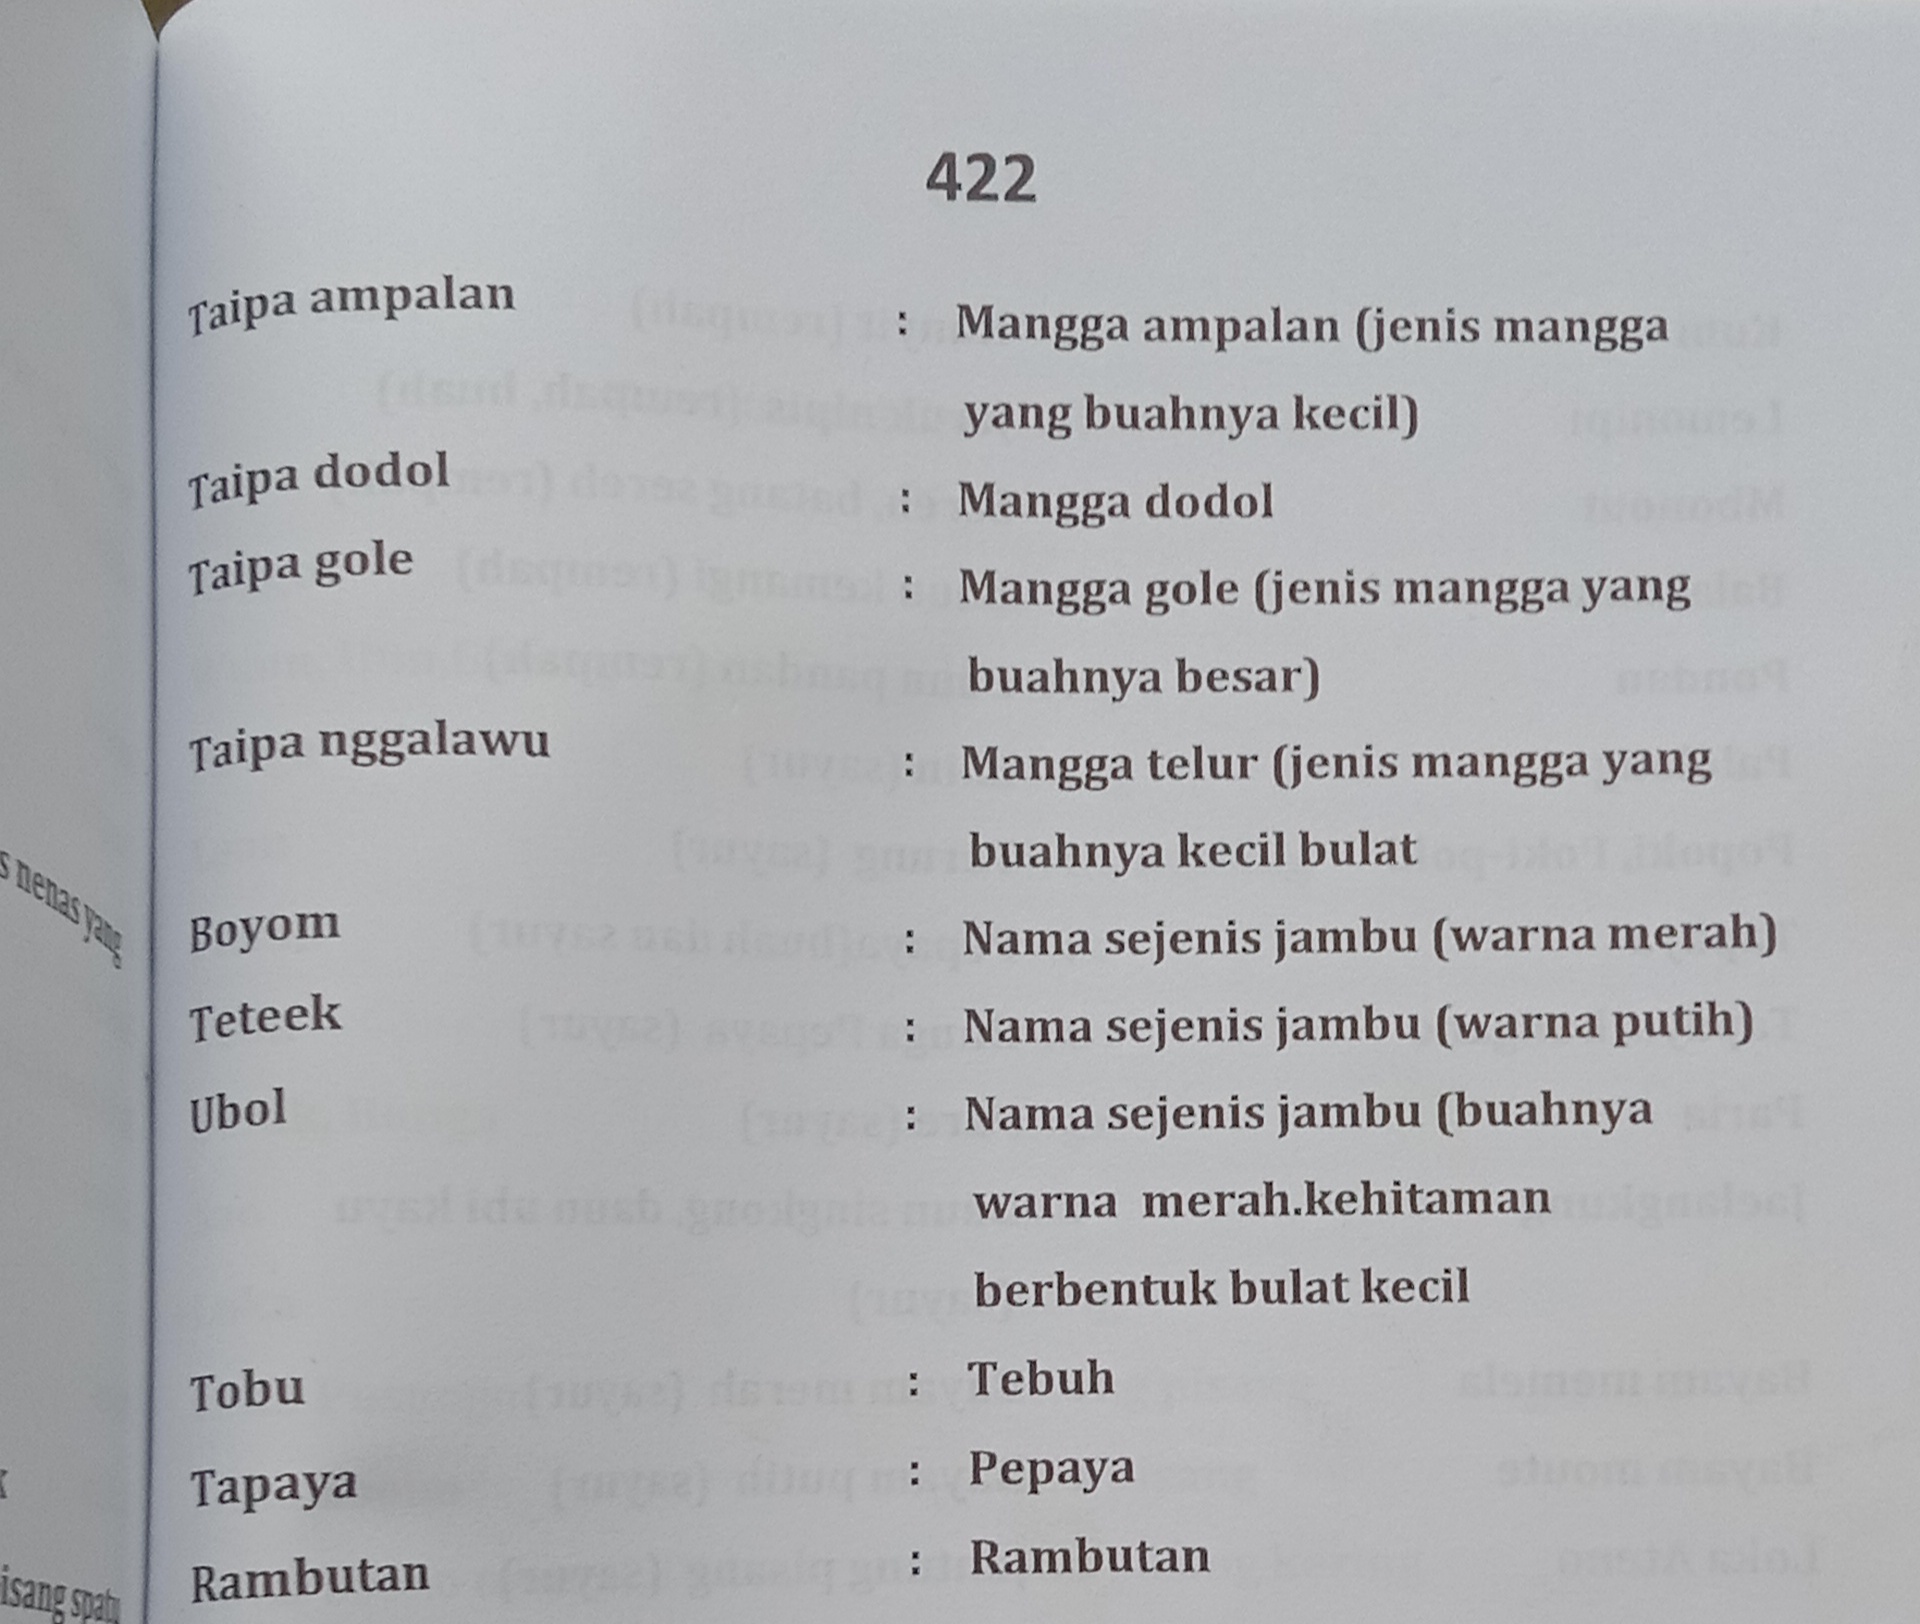 422
Taipa ampalan : Mangga ampalan (jenis mangga
yang buahnya kecil)
Taipa dodol : Mangga dodol
Taipa gole : Mangga gole (jenis mangga yang
buahnya besar)
Taipa nggalawu : Mangga telur (jenis mangga yang
buahnya kecil bulat
Boyom : Nama sejenis jambu (warna merah)
Teteek : Nama sejenis jambu (warna putih)
Ubol : Nama sejenis jambu (buahnya
warna merah.kehitaman
berbentuk bulat kecil
Tobu : Tebuh
Tapaya : Pepaya
Rambutan : Rambutan
nenas yang